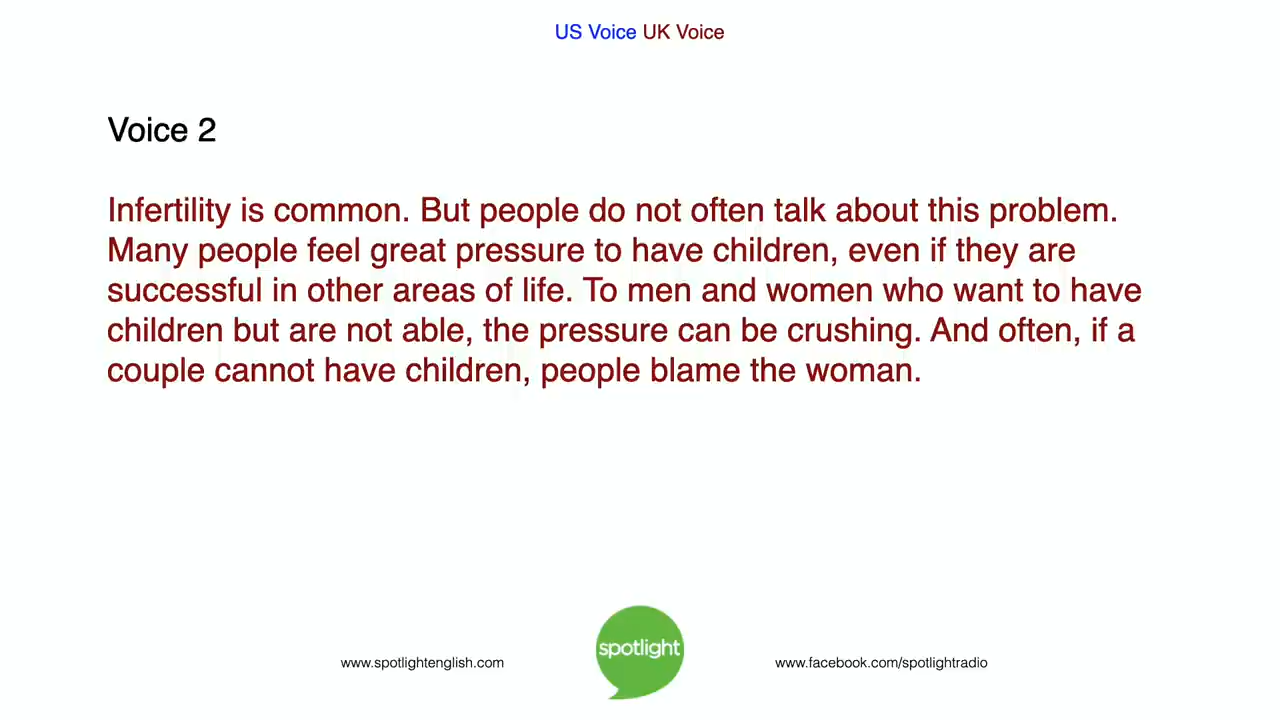 US Voice UK Voice
Voice 2
Infertility is common. But people do not often talk about this problem.
Many people feel great pressure to have children, even if they are
successful in other areas of life. To men and women who want to have
children but are not able, the pressure can be crushing. And often, if a
couple cannot have children, people blame the woman.
www.spotlightenglish.com
spotlight
www.facebook.com/spotlightradio